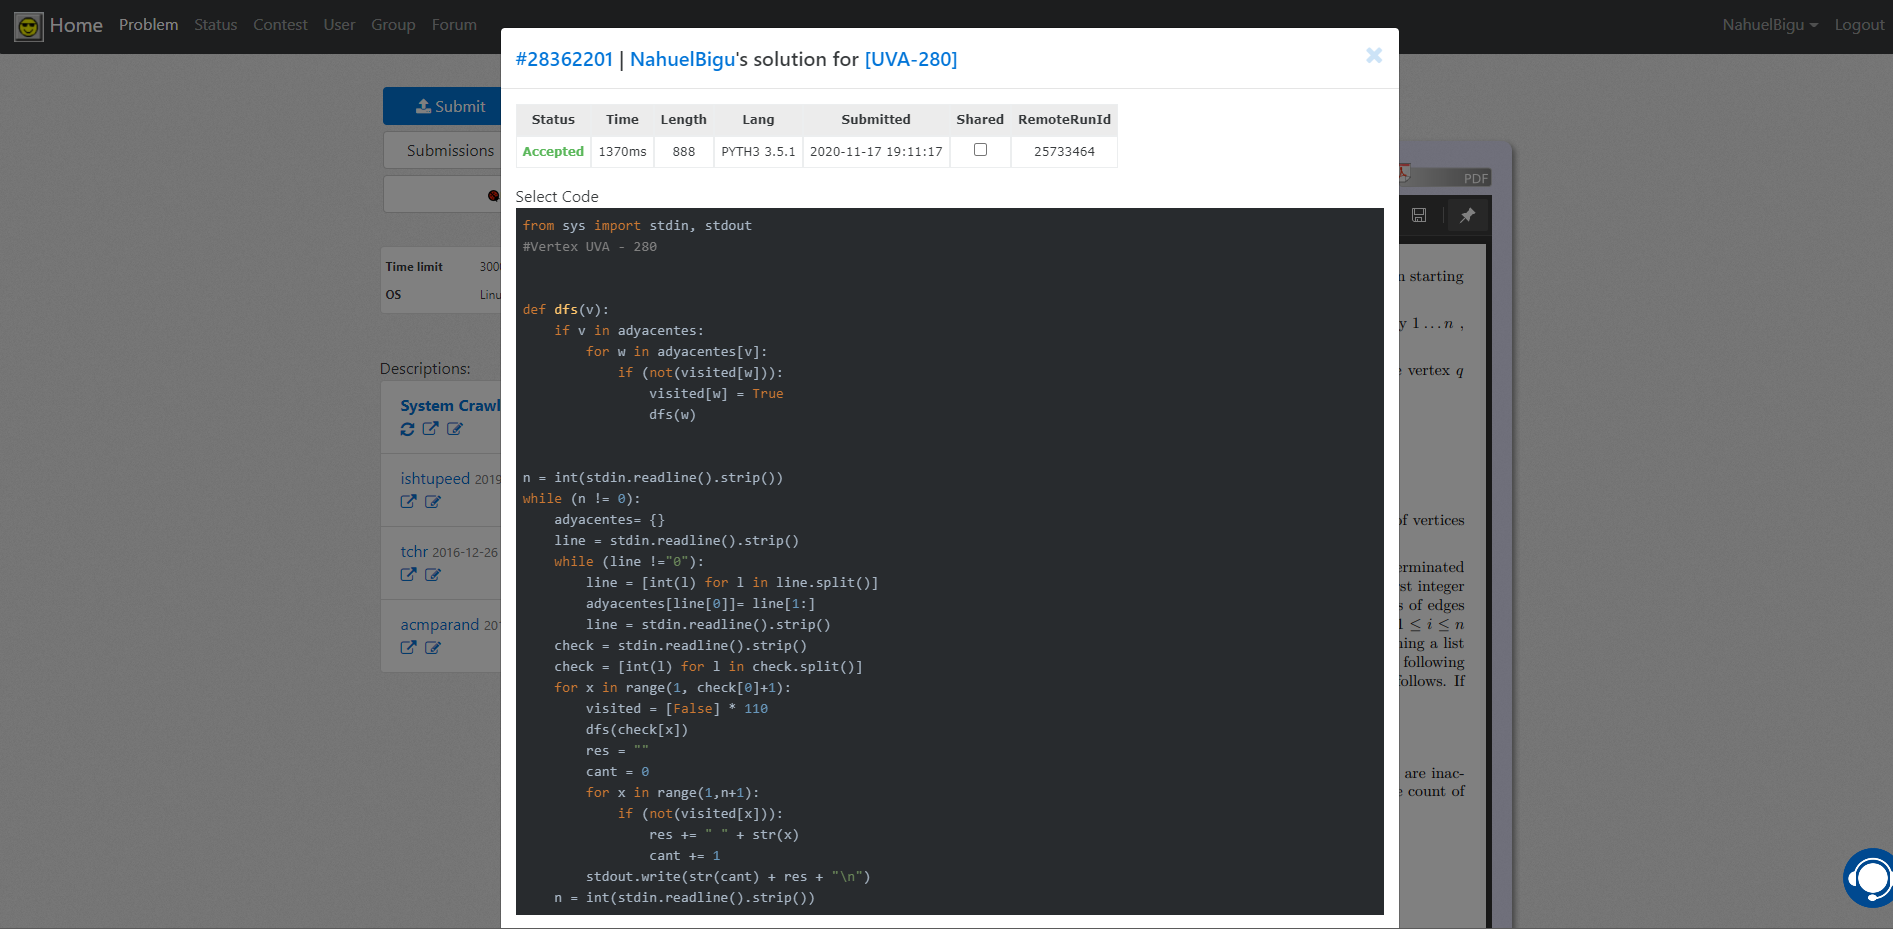 Home Problem Status Contest User Group Forum NahuelBigu Logout
#28362201 | NahuelBigu's solution for [UVA-280]
Submit
Submissions
Status Time Length Lang Submitted Shared RemoteRunId
Accepted 1370ms 888 PYTH3 3.5.1 2020-11-17 19:11:17 25733464
Time limit
OS
Descriptions:
System Crawl
ishtupeed 2019
tchr 2016-12-26
acmparand
Select Code
from sys import stdin, stdout
#Vertex UVA - 280
def dfs(v):
    if v in adyacentes:
        for w in adyacentes[v]:
            if (not(visited[w])):
                visited[w] = True
                dfs(w)
n = int(stdin.readline().strip())
while (n != 0):
    adyacentes= {}
    line = stdin.readline().strip()
    while (line !="0"):
        line = [int(l) for l in line.split()]
        adyacentes[line[0]]= line[1:]
        line = stdin.readline().strip()
    check = stdin.readline().strip()
    check = [int(l) for l in check.split()]
    for x in range(1, check[0]+1):
        visited = [False] * 110
        dfs(check[x])
        res = ""
        cant = 0
        for x in range(1,n+1):
            if (not(visited[x])):
                res += " " + str(x)
                cant += 1
        stdout.write(str(cant) + res + "\n")
    n = int(stdin.readline().strip())
PDF
n starting
y 1...n ,
vertex q
of vertices
erminated
st integer
s of edges
1 ≤ i ≤ n
ning a list
following
follows. If
are inac-
count of